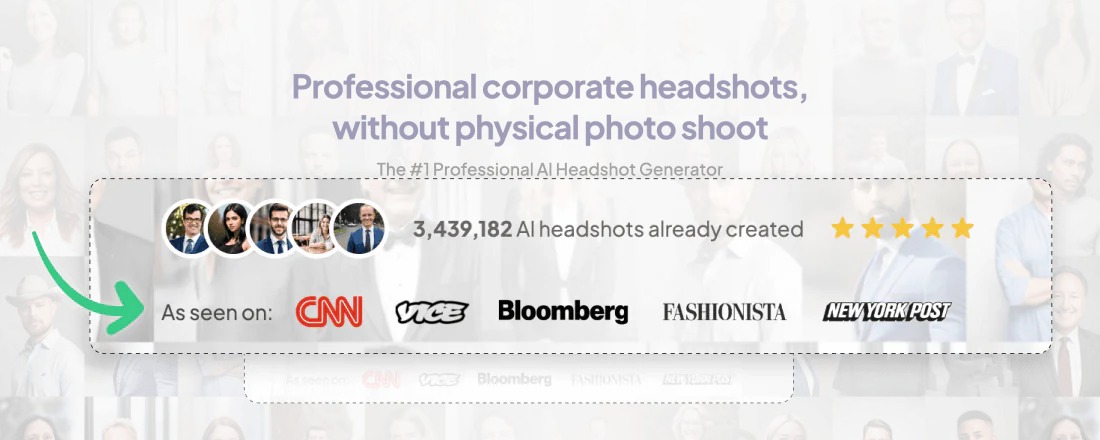 Professional corporate headshots,
without physical photo shoot
The #1 Professional AI Headshot Generator
3,439,182 AI headshots already created
As seen on: CNN VICE Bloomberg FASHIONISTA NEW YORK POST
As seen on: CNN VICE Bloomberg FASHIONISTA NEW YORK POST